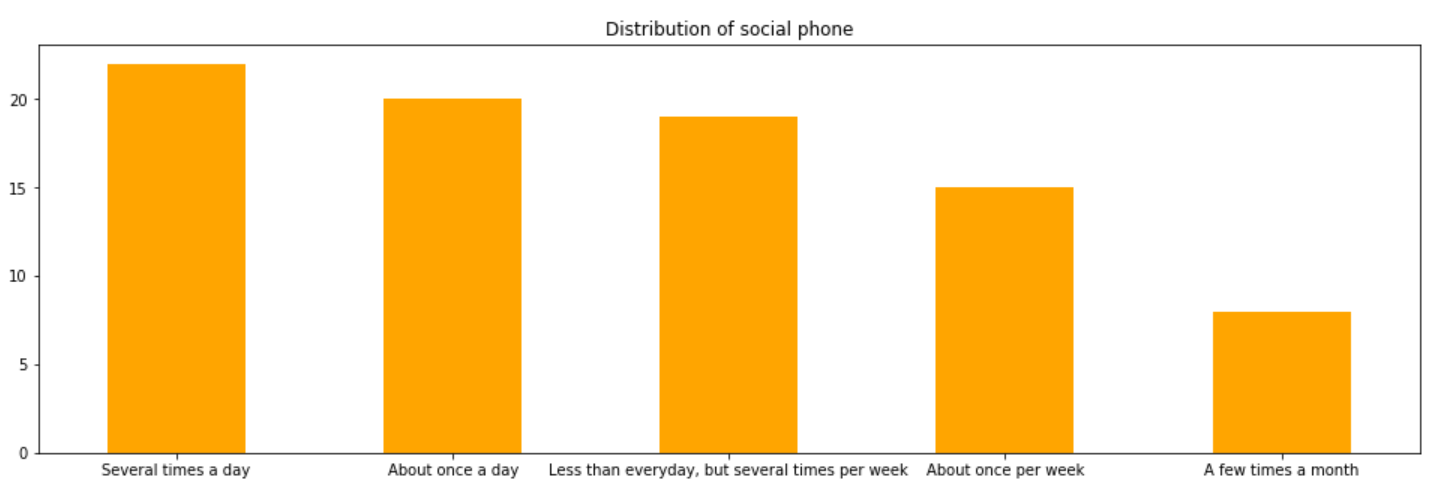 Distribution of social phone
20
15
10
5
0
Several times a day
About once a day
Less than everyday, but several times per week
About once per week
A few times a month